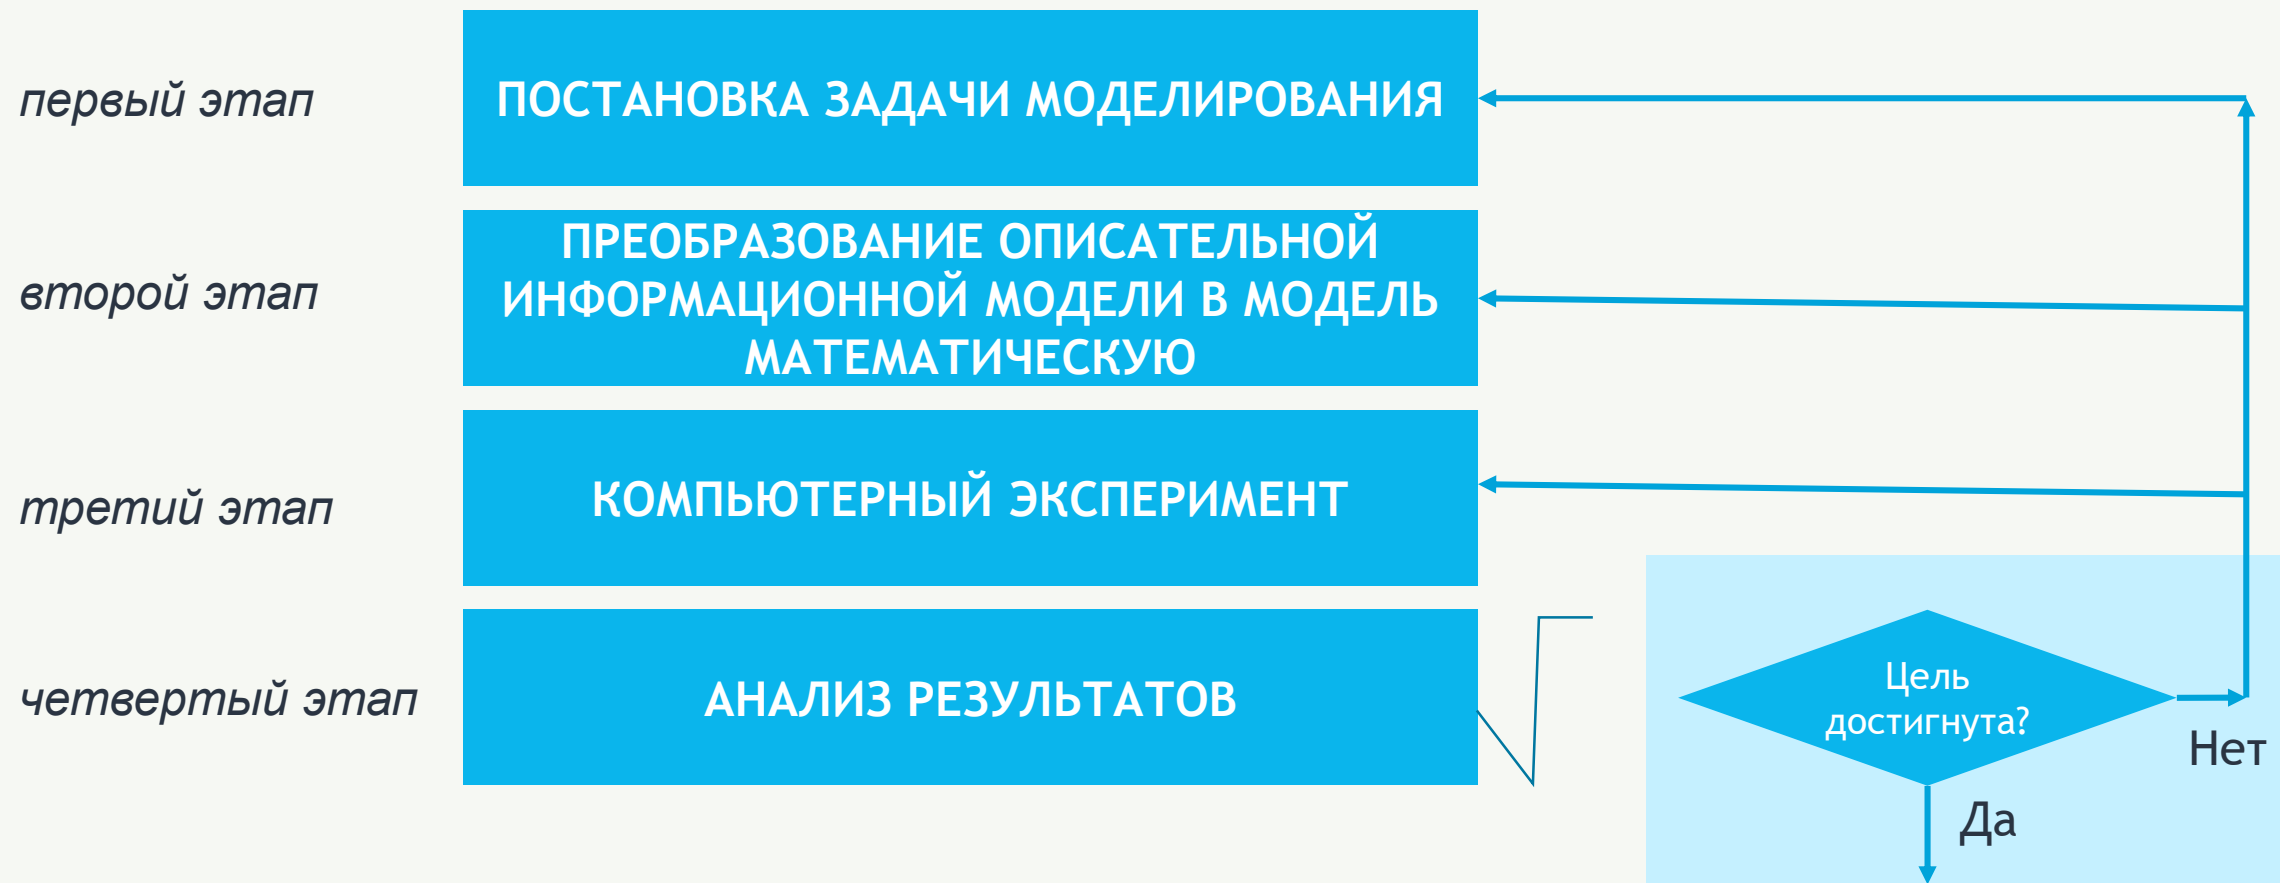 первый этап
ПОСТАНОВКА ЗАДАЧИ МОДЕЛИРОВАНИЯ
второй этап
ПРЕОБРАЗОВАНИЕ ОПИСАТЕЛЬНОЙ
ИНФОРМАЦИОННОЙ МОДЕЛИ В МОДЕЛЬ
МАТЕМАТИЧЕСКУЮ
третий этап
КОМПЬЮТЕРНЫЙ ЭКСПЕРИМЕНТ
четвертый этап
АНАЛИЗ РЕЗУЛЬТАТОВ
Цель
достигнута?
Нет
Да